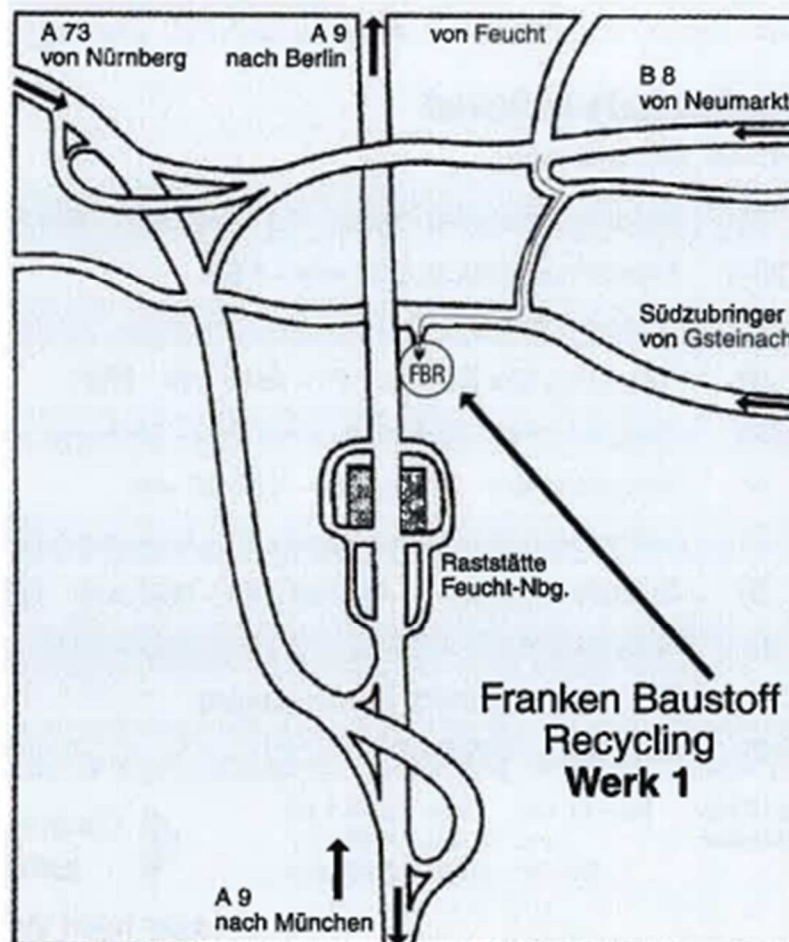 A 73
von Nürnberg
A 9
nach Berlin
von Feucht
B 8
von Neumarkt
Südzubringer
von Gsteinach
FBR
Raststätte
Feucht-Nbg.
Franken Baustoff
Recycling
Werk 1
A 9
nach München